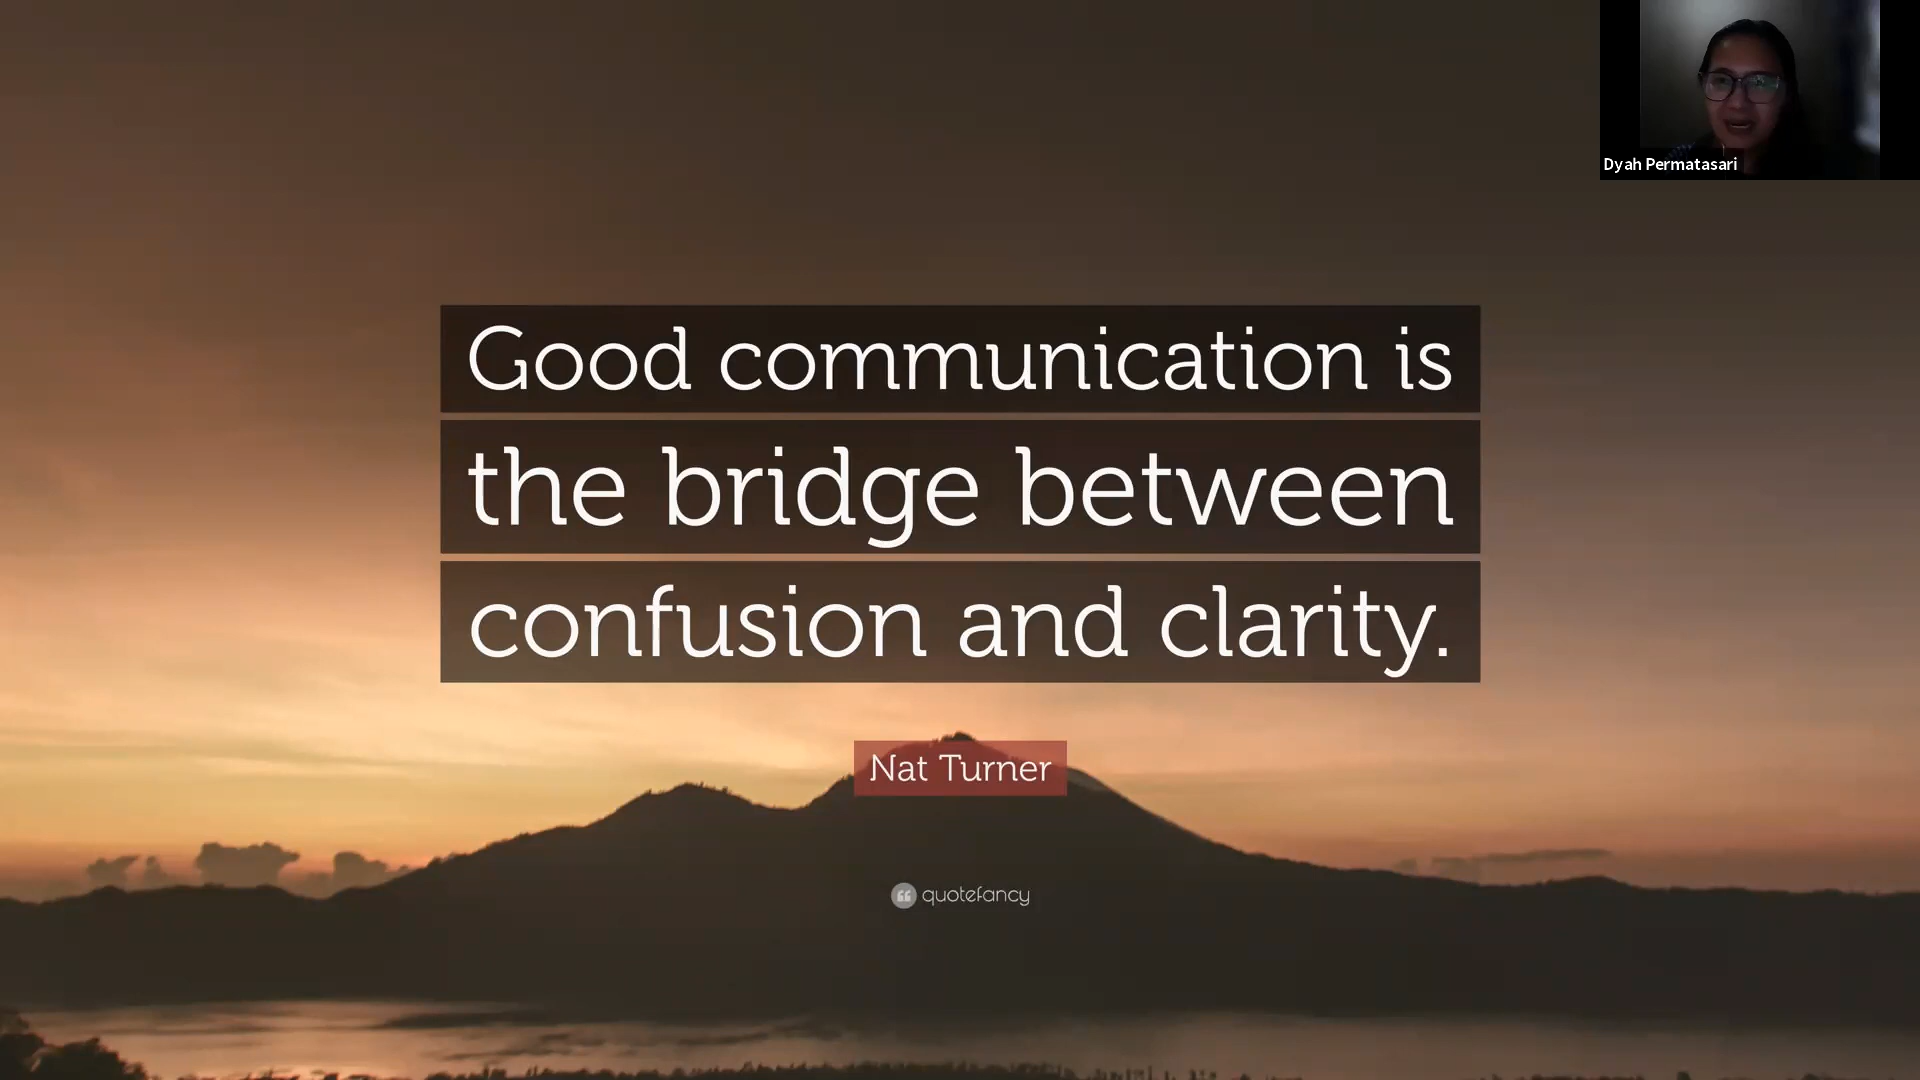 Dyah Permatasari
Good communication is
the bridge between
confusion and clarity.
Nat Turner
quotefancy